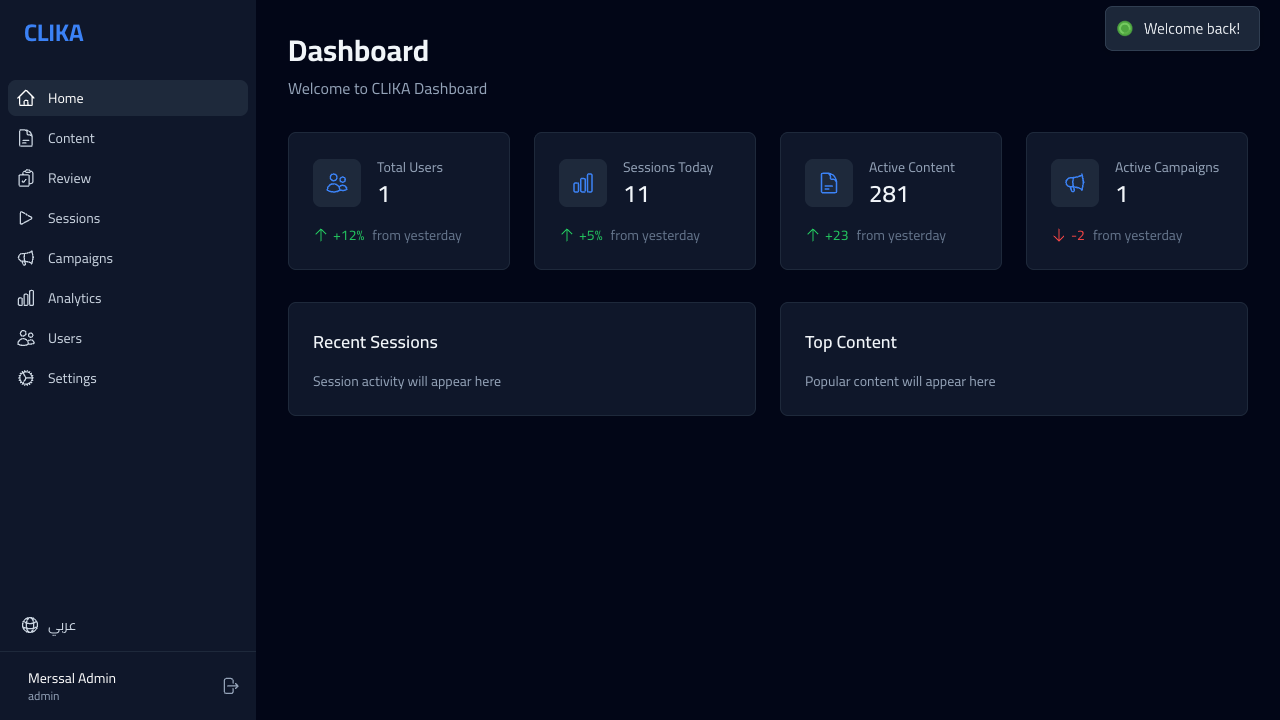 CLIKA
Home
Content
Review
Sessions
Campaigns
Analytics
Users
Settings
عربي
Merssal Admin
admin
Welcome back!
Dashboard
Welcome to CLIKA Dashboard
Total Users
1
+12% from yesterday
Sessions Today
11
+5% from yesterday
Active Content
281
+23 from yesterday
Active Campaigns
1
-2 from yesterday
Recent Sessions
Session activity will appear here
Top Content
Popular content will appear here